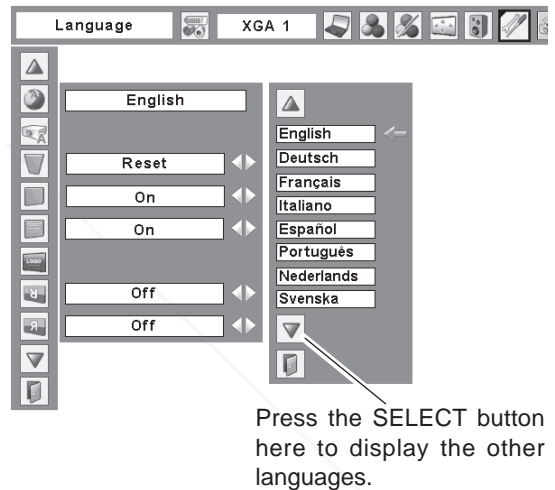 Language
XGA 1
English
Reset
On
On
Off
Off
English
Deutsch
Français
Italiano
Español
Português
Nederlands
Svenska
A
LOGO
R
R
Press the SELECT button
here to display the other
languages.